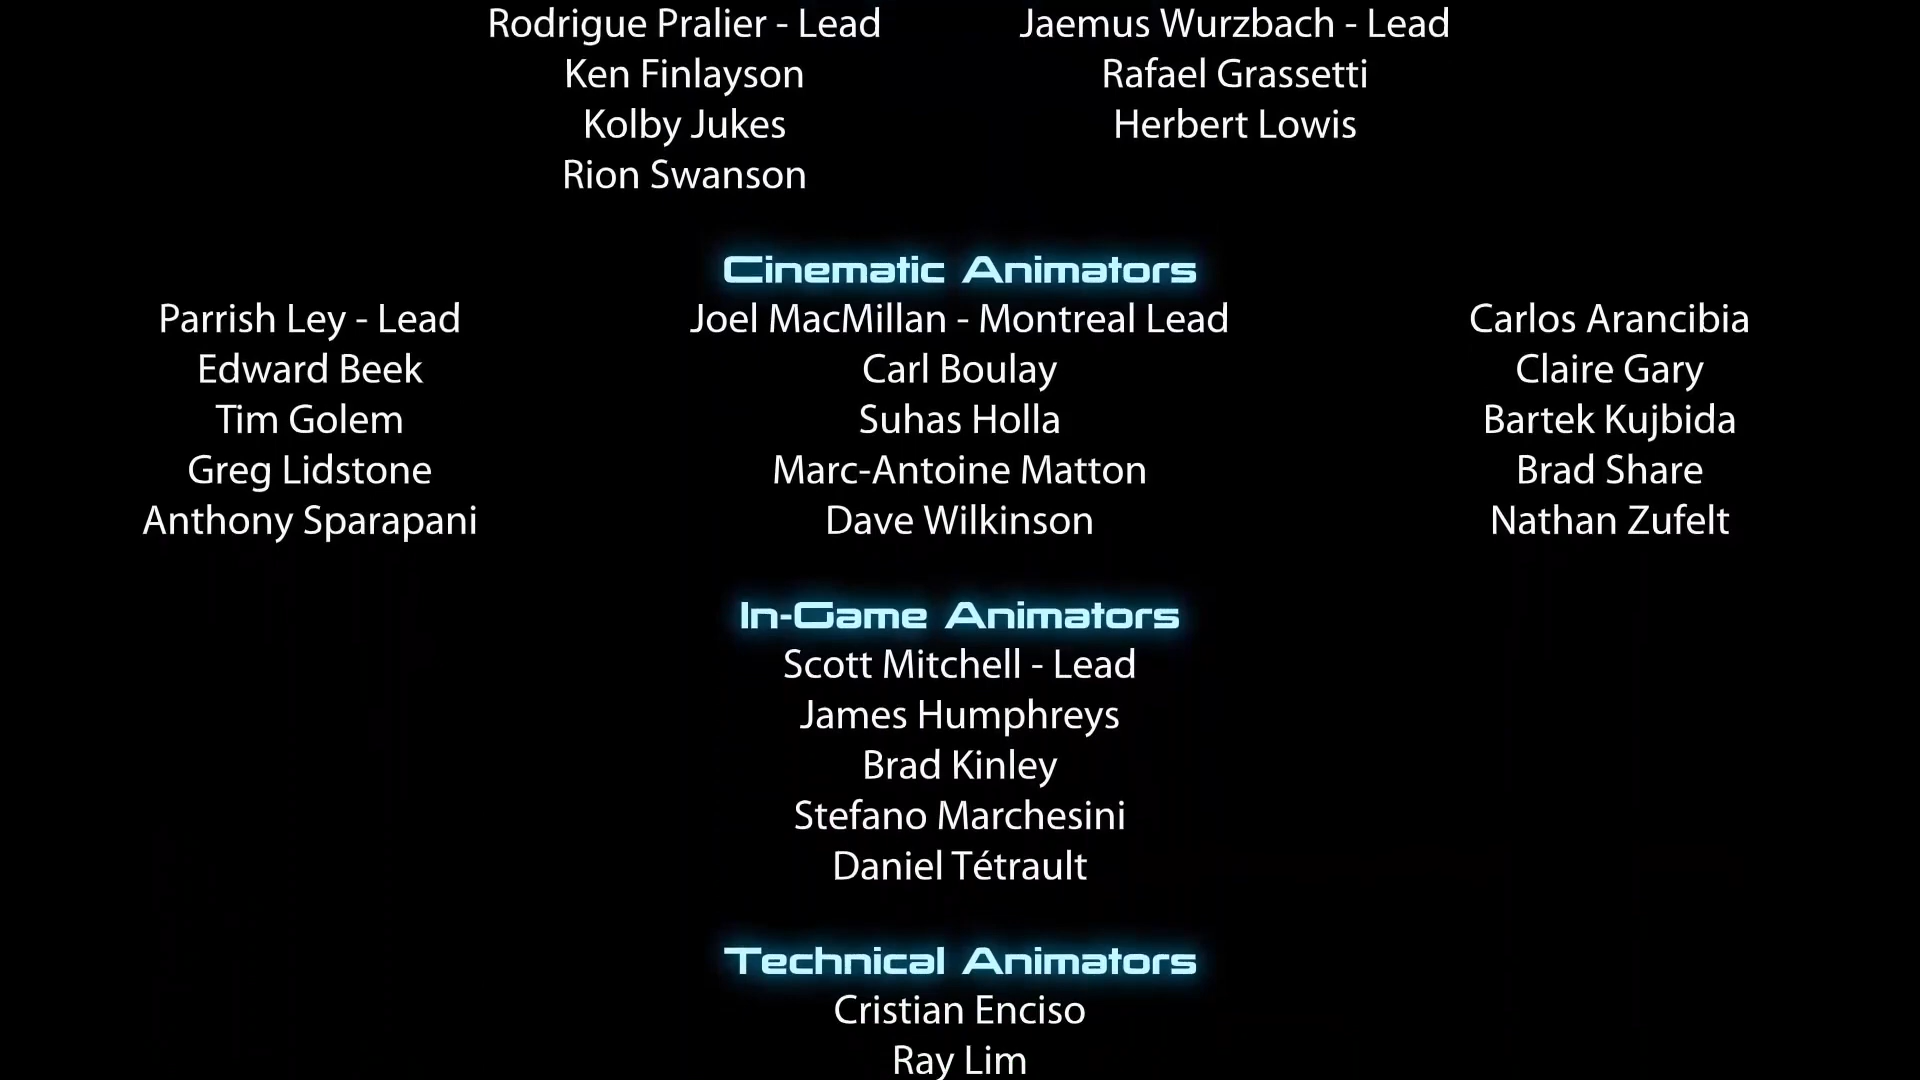 Rodrigue Pralier - Lead
Ken Finlayson
Kolby Jukes
Rion Swanson
Jaemus Wurzbach - Lead
Rafael Grassetti
Herbert Lowis
Cinematic Animators
Parrish Ley - Lead
Edward Beek
Tim Golem
Greg Lidstone
Anthony Sparapani
Joel MacMillan - Montreal Lead
Carl Boulay
Suhas Holla
Marc-Antoine Matton
Dave Wilkinson
Carlos Arancibia
Claire Gary
Bartek Kujbida
Brad Share
Nathan Zufelt
In-Game Animators
Scott Mitchell - Lead
James Humphreys
Brad Kinley
Stefano Marchesini
Daniel Tétrault
Technical Animators
Cristian Enciso
Ray Lim